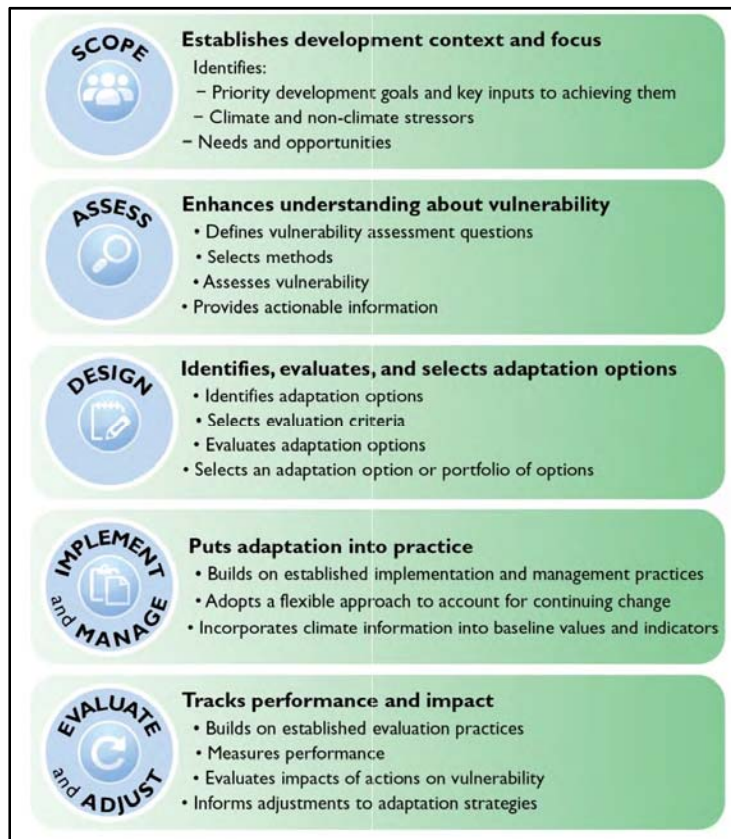 SCOPE
Establishes development context and focus
Identifies:
– Priority development goals and key inputs to achieving them
– Climate and non-climate stressors
– Needs and opportunities
ASSESS
Enhances understanding about vulnerability
• Defines vulnerability assessment questions
• Selects methods
• Assesses vulnerability
• Provides actionable information
DESIGN
Identifies, evaluates, and selects adaptation options
• Identifies adaptation options
• Selects evaluation criteria
• Evaluates adaptation options
• Selects an adaptation option or portfolio of options
IMPLEMENT
and MANAGE
Puts adaptation into practice
• Builds on established implementation and management practices
• Adopts a flexible approach to account for continuing change
• Incorporates climate information into baseline values and indicators
EVALUATE
and ADJUST
Tracks performance and impact
• Builds on established evaluation practices
• Measures performance
• Evaluates impacts of actions on vulnerability
• Informs adjustments to adaptation strategies